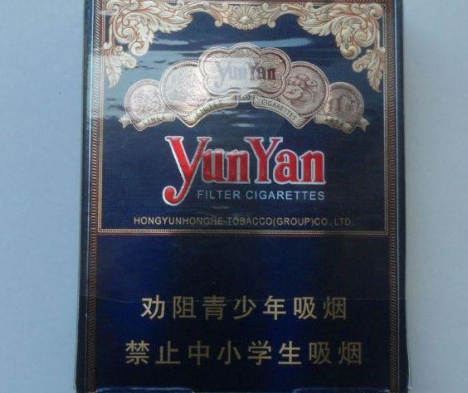 YunYan
CIGARETTES
YunYan
FILTER CIGARETTES
HONGYUNHONGHE TOBACCO(GROUP)CO., LTD.
劝阻青少年吸烟
禁止中小学生吸烟